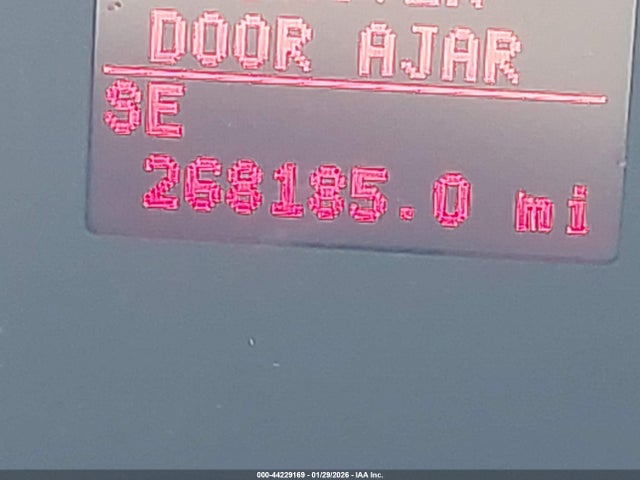 DOOR AJAR
SE
268185.0 mi
000-44229169 - 01/29/2026 - IAA Inc.